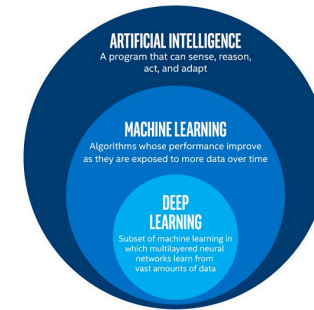 ARTIFICIAL INTELLIGENCE
A program that can sense, reason,
act, and adapt
MACHINE LEARNING
Algorithms whose performance improve
as they are exposed to more data over time
DEEP
LEARNING
Subset of machine learning in
which multilayered neural
networks learn from
vast amounts of data